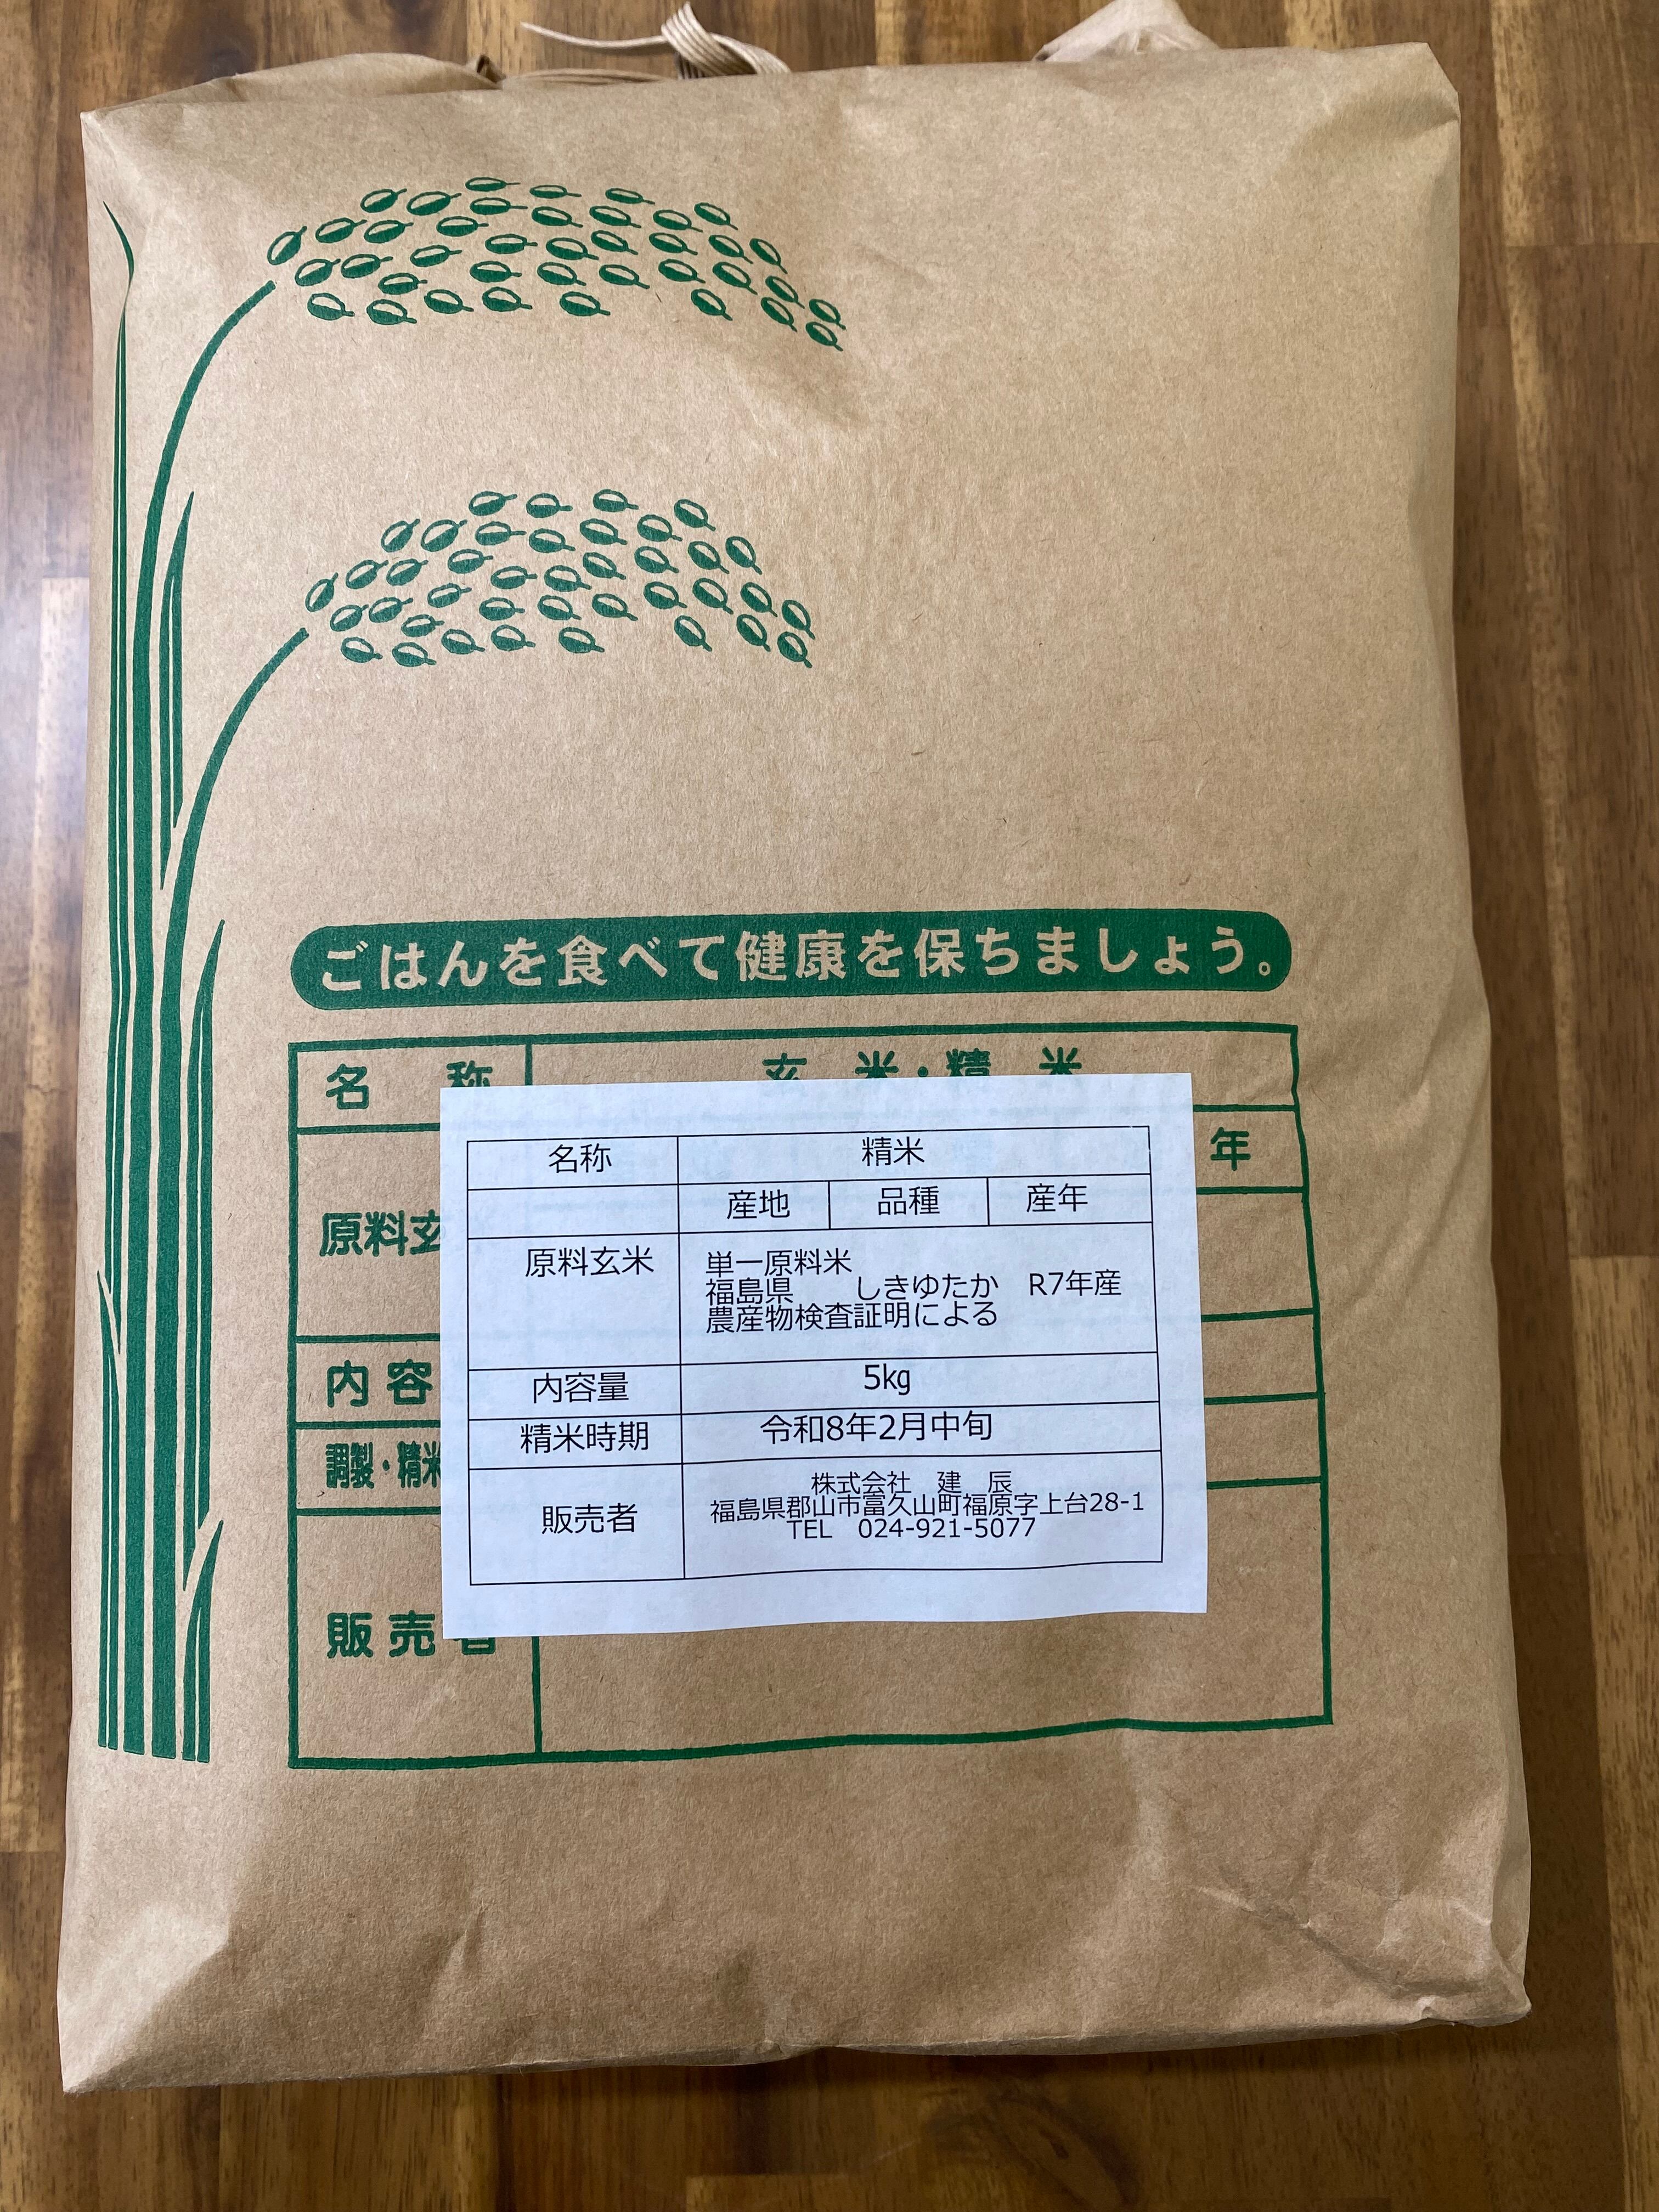 ごはんを食べて健康を保ちましょう。
名 称 玄 米・精 米
年
原料玄
内容
調製・精米
販売者
名称 精米
産地 品種 産年
原料玄米 単一原料米
福島県 しきゆたか R7年産
農産物検査証明による
内容量 5kg
精米時期 令和8年2月中旬
販売者 株式会社 建 辰
福島県郡山市富久山町福原字上台28-1
TEL 024-921-5077